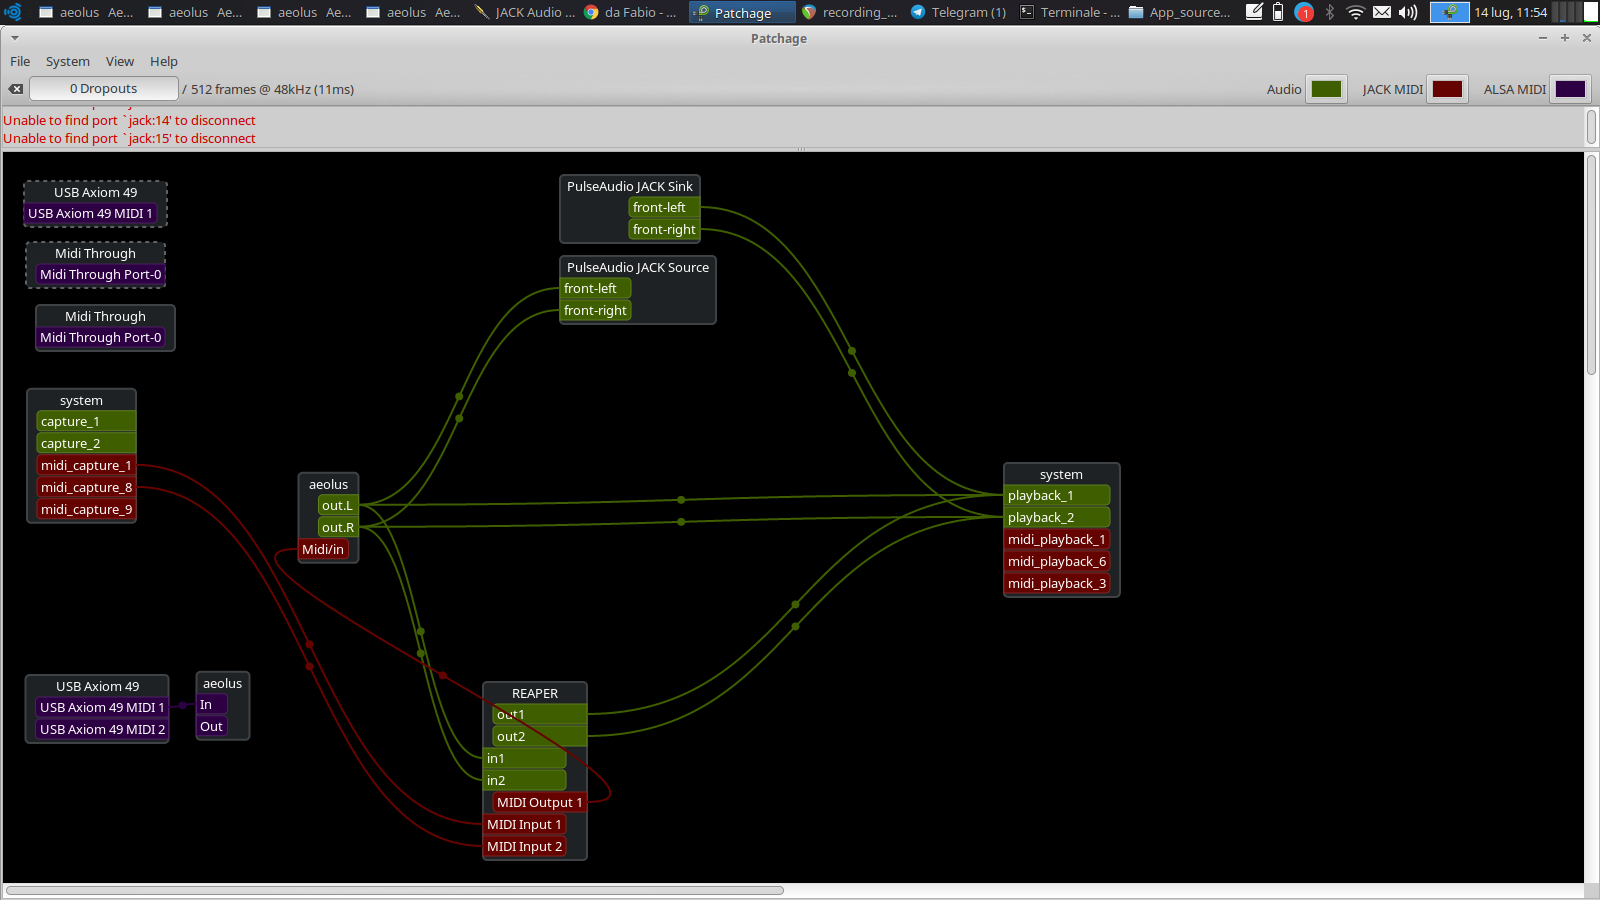 aeolus Ae...
aeolus Ae...
aeolus Ae...
aeolus Ae...
JACK Audio ...
da Fabio - ...
Patchage
recording_...
Telegram (1)
Terminale - ...
App_source...
1
14 lug, 11:54
Patchage
File System View Help
0 Dropouts / 512 frames @ 48kHz (11ms)
Audio
JACK MIDI
ALSA MIDI
Unable to find port `jack:14' to disconnect
Unable to find port `jack:15' to disconnect
USB Axiom 49
USB Axiom 49 MIDI 1
Midi Through
Midi Through Port-0
Midi Through
Midi Through Port-0
system
capture_1
capture_2
midi_capture_1
midi_capture_8
midi_capture_9
USB Axiom 49
USB Axiom 49 MIDI 1
USB Axiom 49 MIDI 2
aeolus
In
Out
aeolus
out.L
out.R
Midi/in
PulseAudio JACK Sink
front-left
front-right
PulseAudio JACK Source
front-left
front-right
REAPER
out1
out2
in1
in2
MIDI Output 1
MIDI Input 1
MIDI Input 2
system
playback_1
playback_2
midi_playback_1
midi_playback_6
midi_playback_3